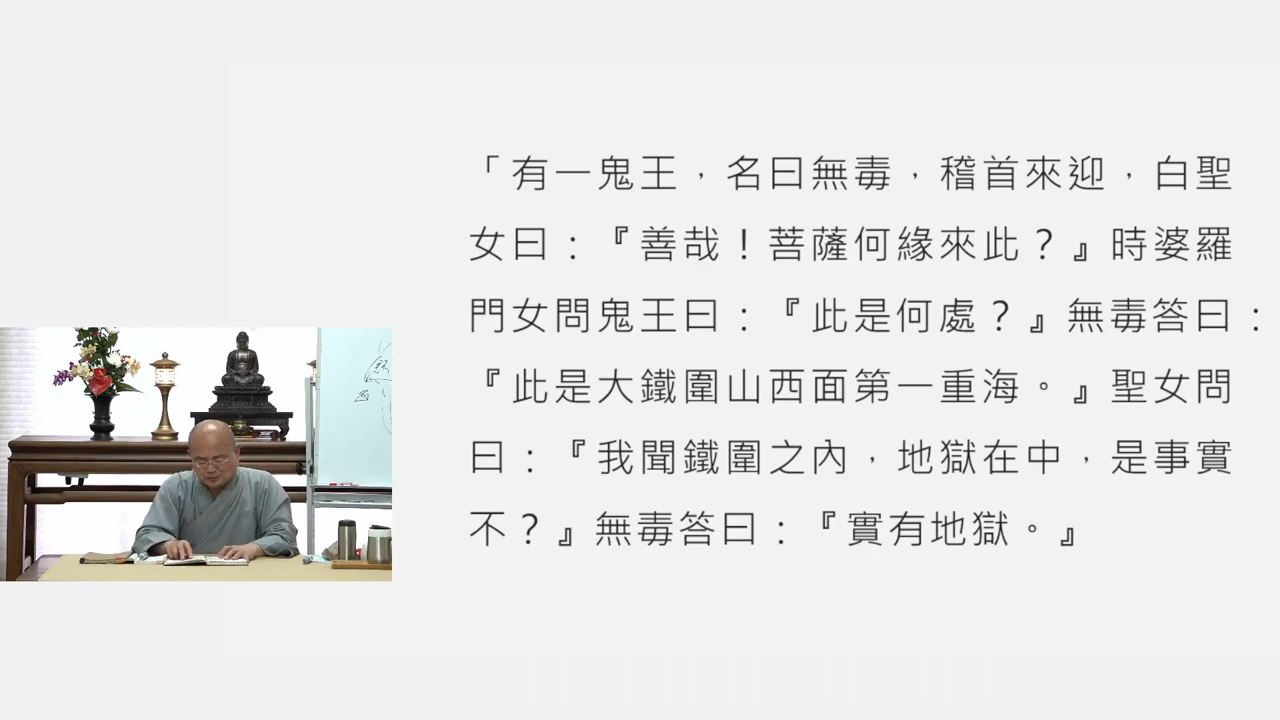 「有一鬼王，名曰無毒，稽首來迎，白聖
女曰：『善哉！菩薩何緣來此？』時婆羅
門女問鬼王曰：『此是何處？』無毒答曰：
『此是大鐵圍山西面第一重海。』聖女問
曰：『我聞鐵圍之內，地獄在中，是事實
不？』無毒答曰：『實有地獄。』